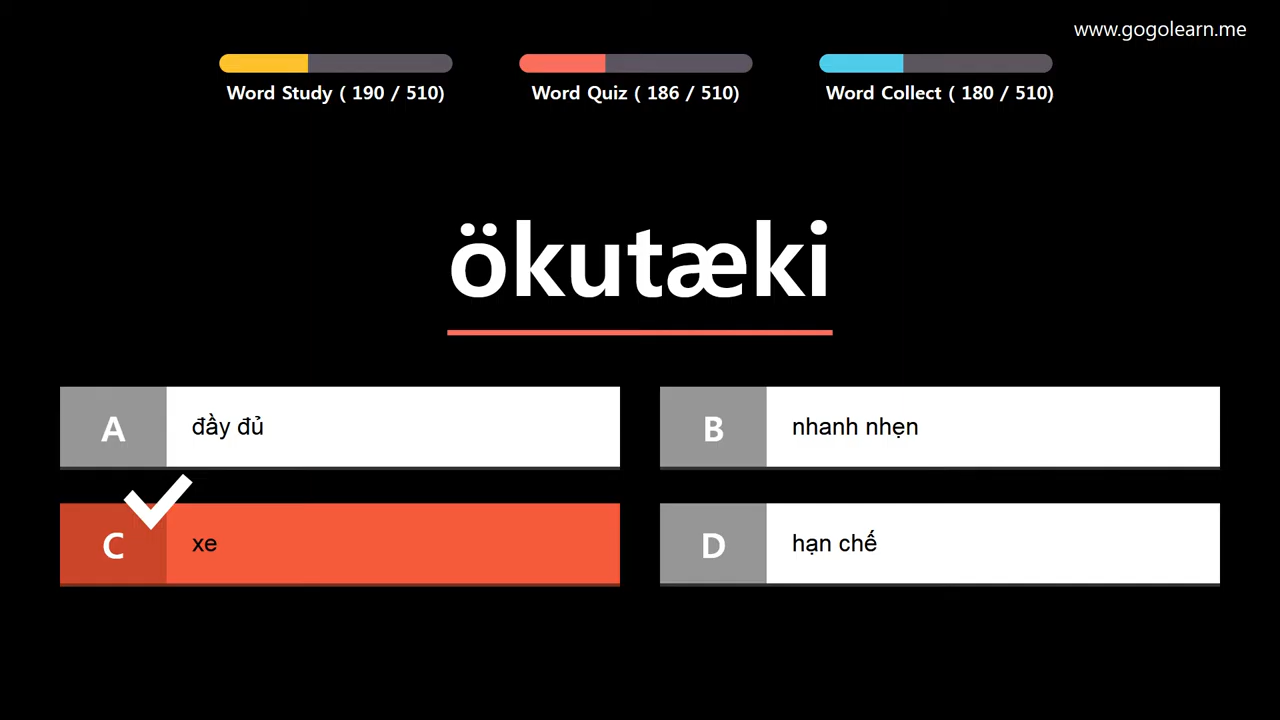 www.gogolearn.me
Word Study ( 190 / 510)
Word Quiz ( 186 / 510)
Word Collect ( 180 / 510)
ökutæki
A đầy đủ
B nhanh nhẹn
C xe
D hạn chế